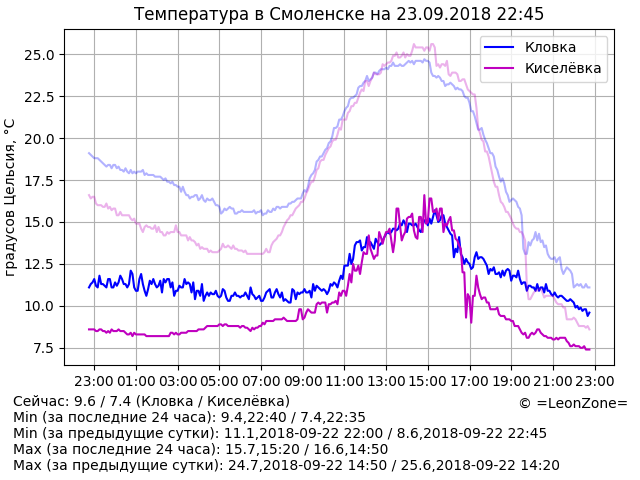 Температура в Смоленске на 23.09.2018 22:45
Кловка
Киселёвка
градусов Цельсия, °C
25.0
22.5
20.0
17.5
15.0
12.5
10.0
7.5
23:00 01:00 03:00 05:00 07:00 09:00 11:00 13:00 15:00 17:00 19:00 21:00 23:00
Сейчас: 9.6 / 7.4 (Кловка / Киселёвка)
© =LeonZone=
Min (за последние 24 часа): 9.4,22:40 / 7.4,22:35
Min (за предыдущие сутки): 11.1,2018-09-22 22:00 / 8.6,2018-09-22 22:45
Max (за последние 24 часа): 15.7,15:20 / 16.6,14:50
Max (за предыдущие сутки): 24.7,2018-09-22 14:50 / 25.6,2018-09-22 14:20